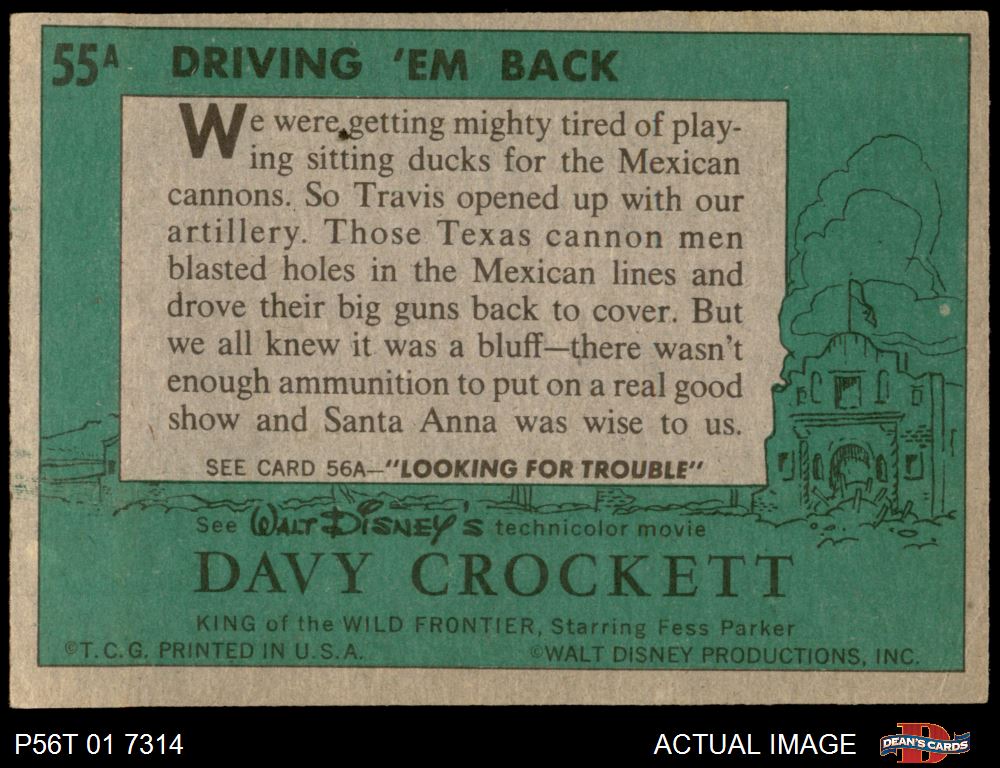 55A DRIVING 'EM BACK
We were getting mighty tired of play-
ing sitting ducks for the Mexican
cannons. So Travis opened up with our
artillery. Those Texas cannon men
blasted holes in the Mexican lines and
drove their big guns back to cover. But
we all knew it was a bluff—there wasn't
enough ammunition to put on a real good
show and Santa Anna was wise to us.
SEE CARD 56A—"LOOKING FOR TROUBLE"
See WALT DISNEY'S technicolor movie
DAVY CROCKETT
KING of the WILD FRONTIER, Starring Fess Parker
©T.C.G. PRINTED IN U.S.A. ©WALT DISNEY PRODUCTIONS, INC.
P56T 01 7314 ACTUAL IMAGE DEAN'S CARDS